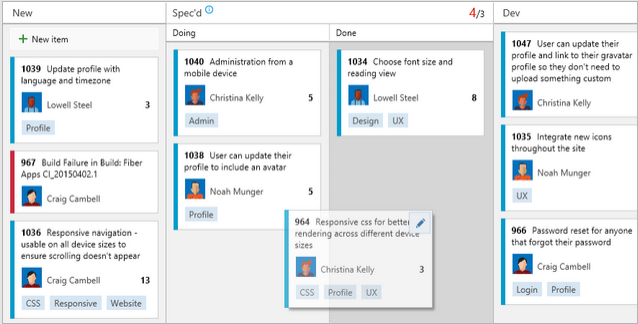 New
Spec'd
4/3
Dev
Doing
Done
+ New item
1039 Update profile with
language and timezone
Lowell Steel
3
Profile
967 Build Failure in Build: Fiber
Apps CI_20150402.1
Craig Cambell
1036 Responsive navigation -
usable on all device sizes to
ensure scrolling doesn't appear
Craig Cambell
13
CSS Responsive Website
1040 Administration from a
mobile device
Christina Kelly
5
Admin
1038 User can update their
profile to include an avatar
Noah Munger
5
Profile
1034 Choose font size and
reading view
Lowell Steel
8
Design UX
964 Responsive css for better
rendering across different device
sizes
Christina Kelly
3
CSS Profile UX
1047 User can update their
profile and link to their gravatar
profile so they don't need to
upload something custom
Christina Kelly
1035 Integrate new icons
throughout the site
Noah Munger
UX
966 Password reset for anyone
that forgot their password
Craig Cambell
Login Profile